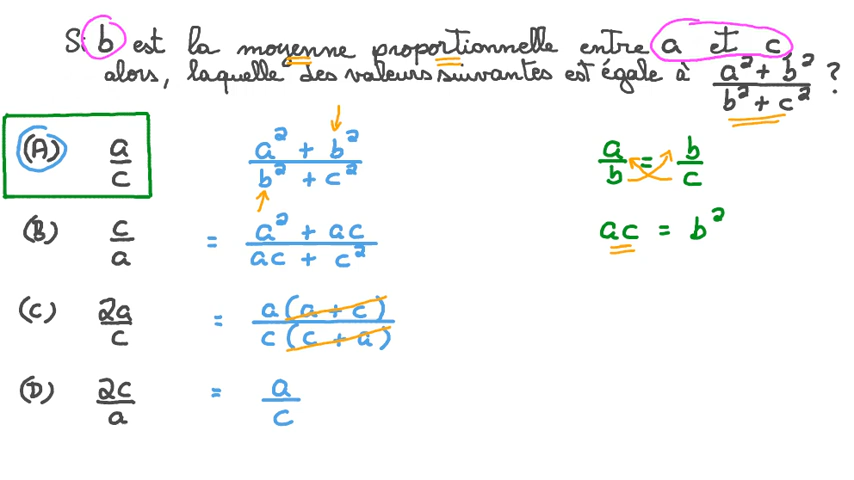 Si b est la moyenne proportionnelle entre a et c
alors, laquelle des valeurs suivantes est égale à (a² + b²)/(b² + c²) ?
(A) a/c
(B) c/a
(C) 2a/c
(D) 2c/a
(a² + b²)/(b² + c²)
= (a² + ac)/(ac + c²)
= a(a + c)/c(c + a)
= a/c
a/b = b/c
ac = b²